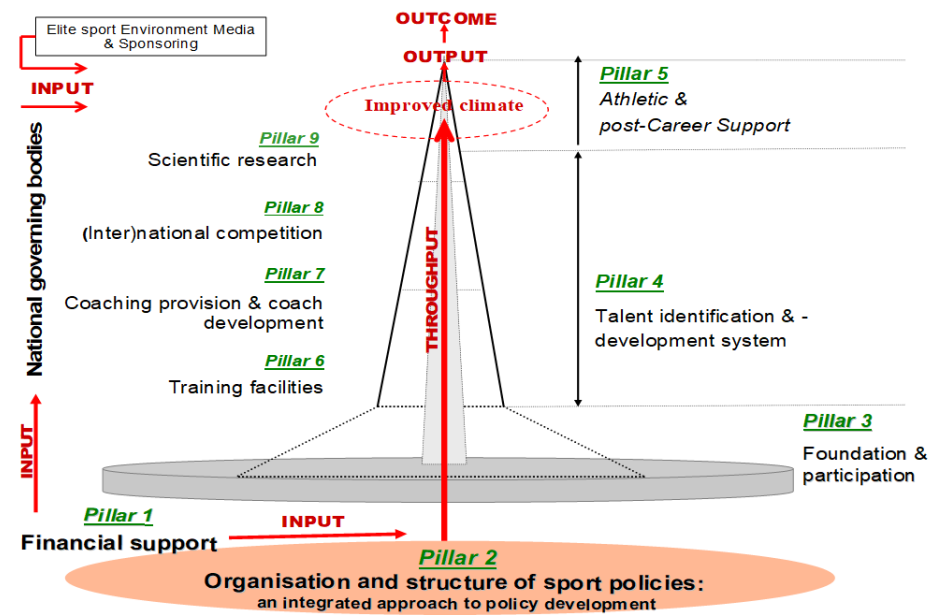 OUTCOME
Elite sport Environment Media
& Sponsoring
OUTPUT
INPUT
Improved climate
Pillar 5
Athletic &
post-Career Support
Pillar 9
Scientific research
Pillar 8
(Inter)national competition
Pillar 7
Coaching provision & coach
development
Pillar 6
Training facilities
National governing bodies
THROUGHPUT
Pillar 4
Talent identification & -
development system
Pillar 3
Foundation &
participation
INPUT
Pillar 1
Financial support
INPUT
Pillar 2
Organisation and structure of sport policies:
an integrated approach to policy development